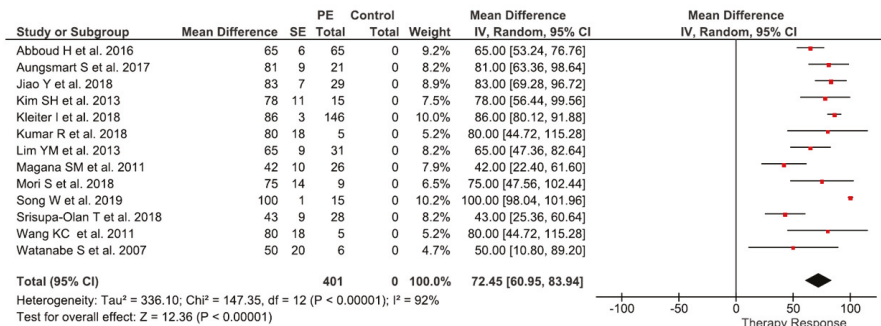 PE Control Mean Difference Mean Difference
Study or Subgroup Mean Difference SE Total Total Weight IV, Random, 95% CI IV, Random, 95% CI
Abboud H et al. 2016 65 6 65 0 9.2% 65.00 [53.24, 76.76]
Aungsmart S et al. 2017 81 9 21 0 8.2% 81.00 [63.36, 98.64]
Jiao Y et al. 2018 83 7 29 0 8.9% 83.00 [69.28, 96.72]
Kim SH et al. 2013 78 11 15 0 7.5% 78.00 [56.44, 99.56]
Kleiter I et al. 2018 86 3 146 0 10.0% 86.00 [80.12, 91.88]
Kumar R et al. 2018 80 18 5 0 5.2% 80.00 [44.72, 115.28]
Lim YM et al. 2013 65 9 31 0 8.2% 65.00 [47.36, 82.64]
Magana SM et al. 2011 42 10 26 0 7.9% 42.00 [22.40, 61.60]
Mori S et al. 2018 75 14 9 0 6.5% 75.00 [47.56, 102.44]
Song W et al. 2019 100 1 15 0 10.2% 100.00 [98.04, 101.96]
Srisupa-Olan T et al. 2018 43 9 28 0 8.2% 43.00 [25.36, 60.64]
Wang KC et al. 2011 80 18 5 0 5.2% 80.00 [44.72, 115.28]
Watanabe S et al. 2007 50 20 6 0 4.7% 50.00 [10.80, 89.20]
Total (95% CI) 401 0 100.0% 72.45 [60.95, 83.94]
Heterogeneity: Tau² = 336.10; Chi² = 147.35, df = 12 (P < 0.00001); I² = 92%
Test for overall effect: Z = 12.36 (P < 0.00001)
-100 -50 0 50 100
Therapy Response